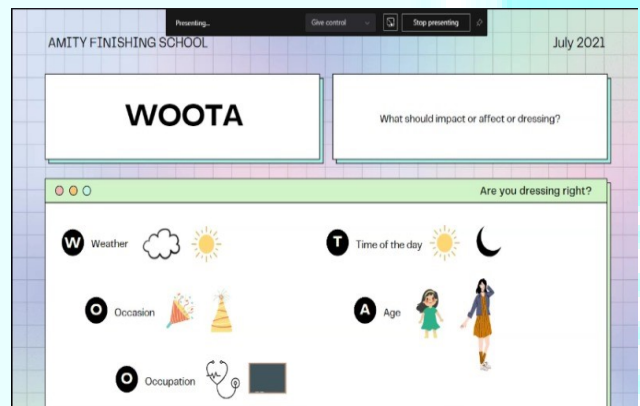 Presenting...
Give control
Stop presenting
AMITY FINISHING SCHOOL
July 2021
WOOTA
What should impact or affect or dressing?
Are you dressing right?
W Weather
O Occasion
O Occupation
T Time of the day
A Age